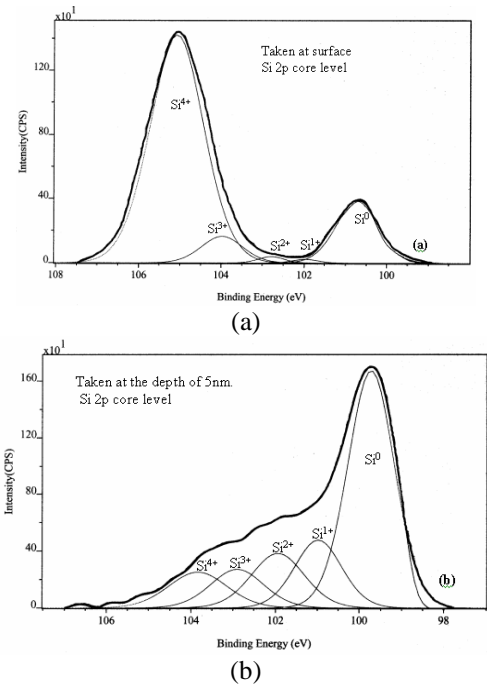 x10¹
Taken at surface
Si 2p core level
120
80
40
0
Intensity(CPS)
Si⁴⁺
Si³⁺
Si²⁺
Si¹⁺
Si⁰
(a)
108
106
104
102
100
Binding Energy (eV)
(a)
x10¹
Taken at the depth of 5nm.
Si 2p core level
160
120
80
40
0
Intensity(CPS)
Si⁴⁺
Si³⁺
Si²⁺
Si¹⁺
Si⁰
(b)
106
104
102
100
98
Binding Energy (eV)
(b)